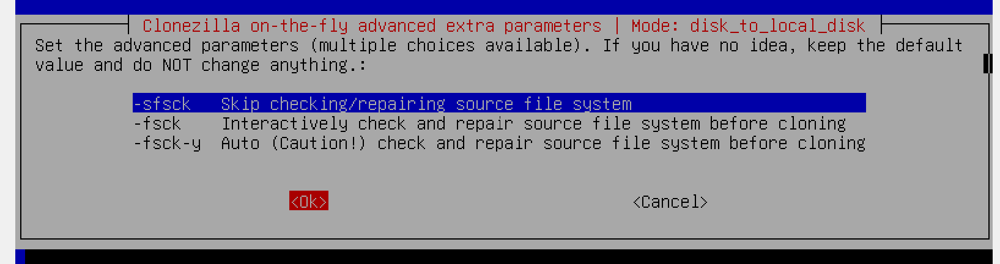 Clonezilla on-the-fly advanced extra parameters | Mode: disk_to_local_disk
Set the advanced parameters (multiple choices available). If you have no idea, keep the default
value and do NOT change anything.:
-sfsck Skip checking/repairing source file system
-fsck Interactively check and repair source file system before cloning
-fsck-y Auto (Caution!) check and repair source file system before cloning
<Ok> <Cancel>